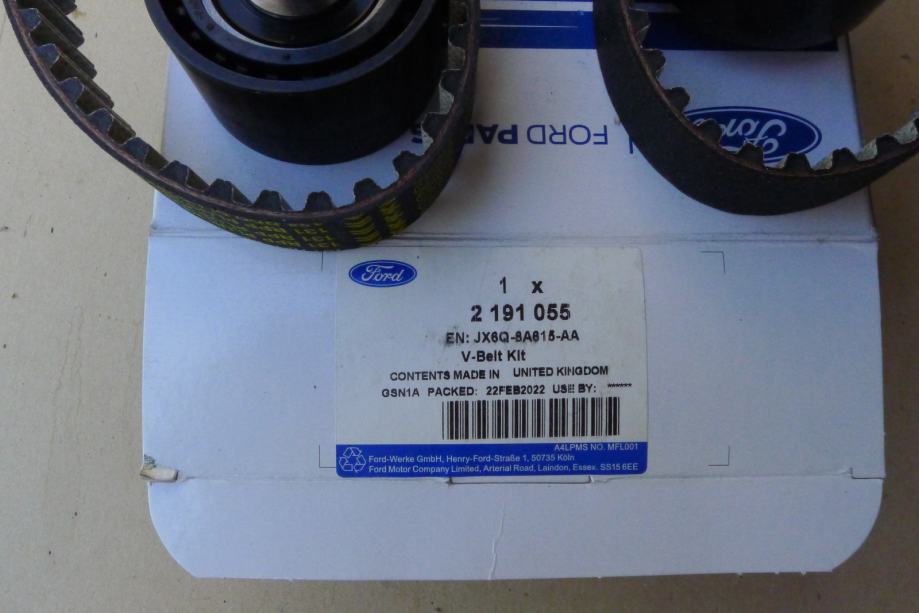 Ford
FORD PARTS
Ford
1 x
2 191 055
EN: JX6Q-8A615-AA
V-Belt Kit
CONTENTS MADE IN UNITED KINGDOM
GSN1A PACKED: 22FEB2022 USE BY: ******
A4LPMS NO. MFL001
Ford-Werke GmbH, Henry-Ford-Straße 1, 50735 Köln
Ford Motor Company Limited, Arterial Road, Laindon, Essex. SS15 6EE